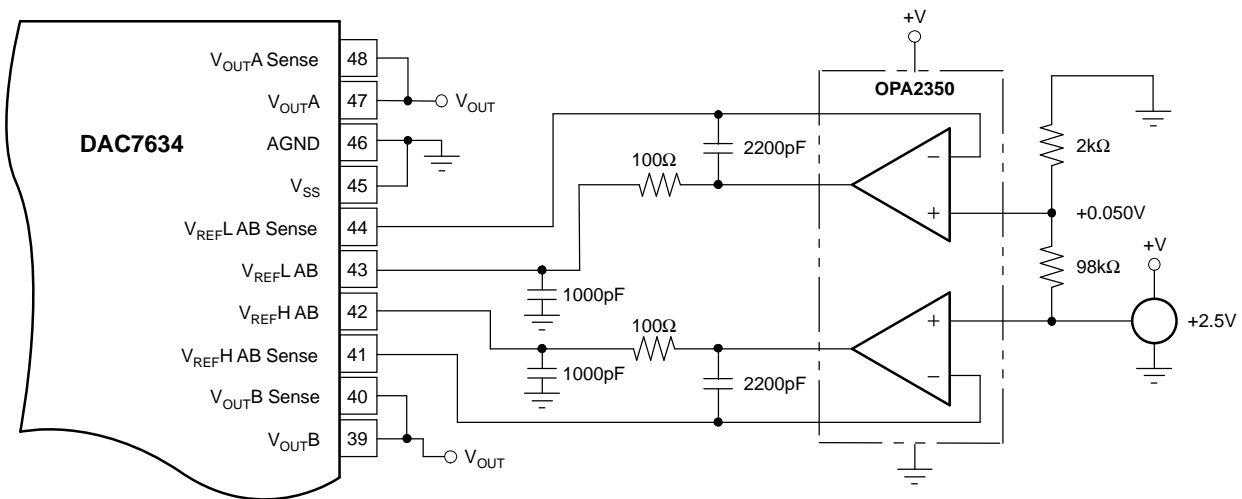 DAC7634
V_OUT A Sense 48
V_OUT A 47
V_OUT
AGND 46
V_SS 45
V_REF L AB Sense 44
V_REF L AB 43
V_REF H AB 42
V_REF H AB Sense 41
V_OUT B Sense 40
V_OUT B 39
V_OUT
1000pF
1000pF
100Ω
2200pF
100Ω
2200pF
+V
OPA2350
−
+
+
−
2kΩ
+0.050V
98kΩ
+V
+2.5V